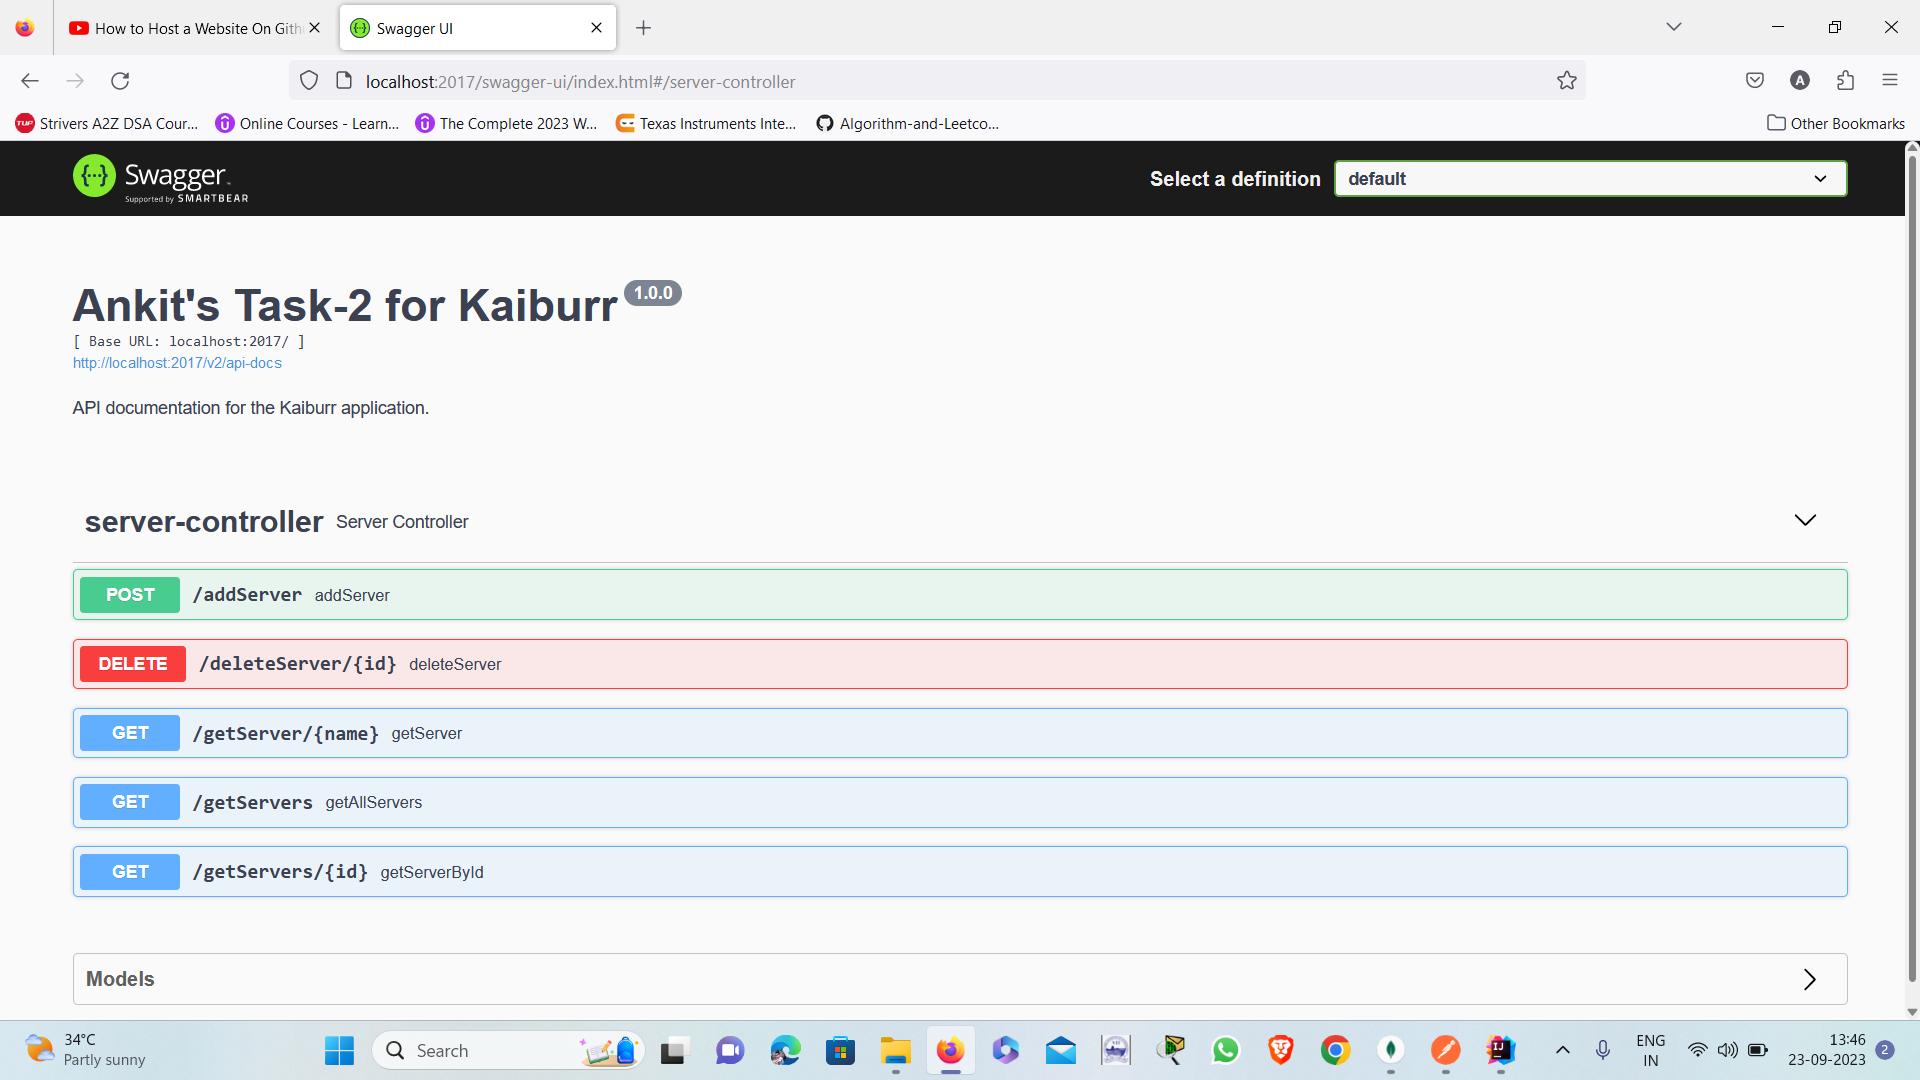 How to Host a Website On Gith
Swagger UI
localhost:2017/swagger-ui/index.html#/server-controller
A
Strivers A2Z DSA Cour...
Online Courses - Learn...
The Complete 2023 W...
Texas Instruments Inte...
Algorithm-and-Leetco...
Other Bookmarks
Swagger
Supported by SMARTBEAR
Select a definition
default
Ankit's Task-2 for Kaiburr 1.0.0
[ Base URL: localhost:2017/ ]
http://localhost:2017/v2/api-docs
API documentation for the Kaiburr application.
server-controller Server Controller
POST /addServer addServer
DELETE /deleteServer/{id} deleteServer
GET /getServer/{name} getServer
GET /getServers getAllServers
GET /getServers/{id} getServerById
Models
34°C
Partly sunny
Search
ENG
IN
13:46
23-09-2023
2